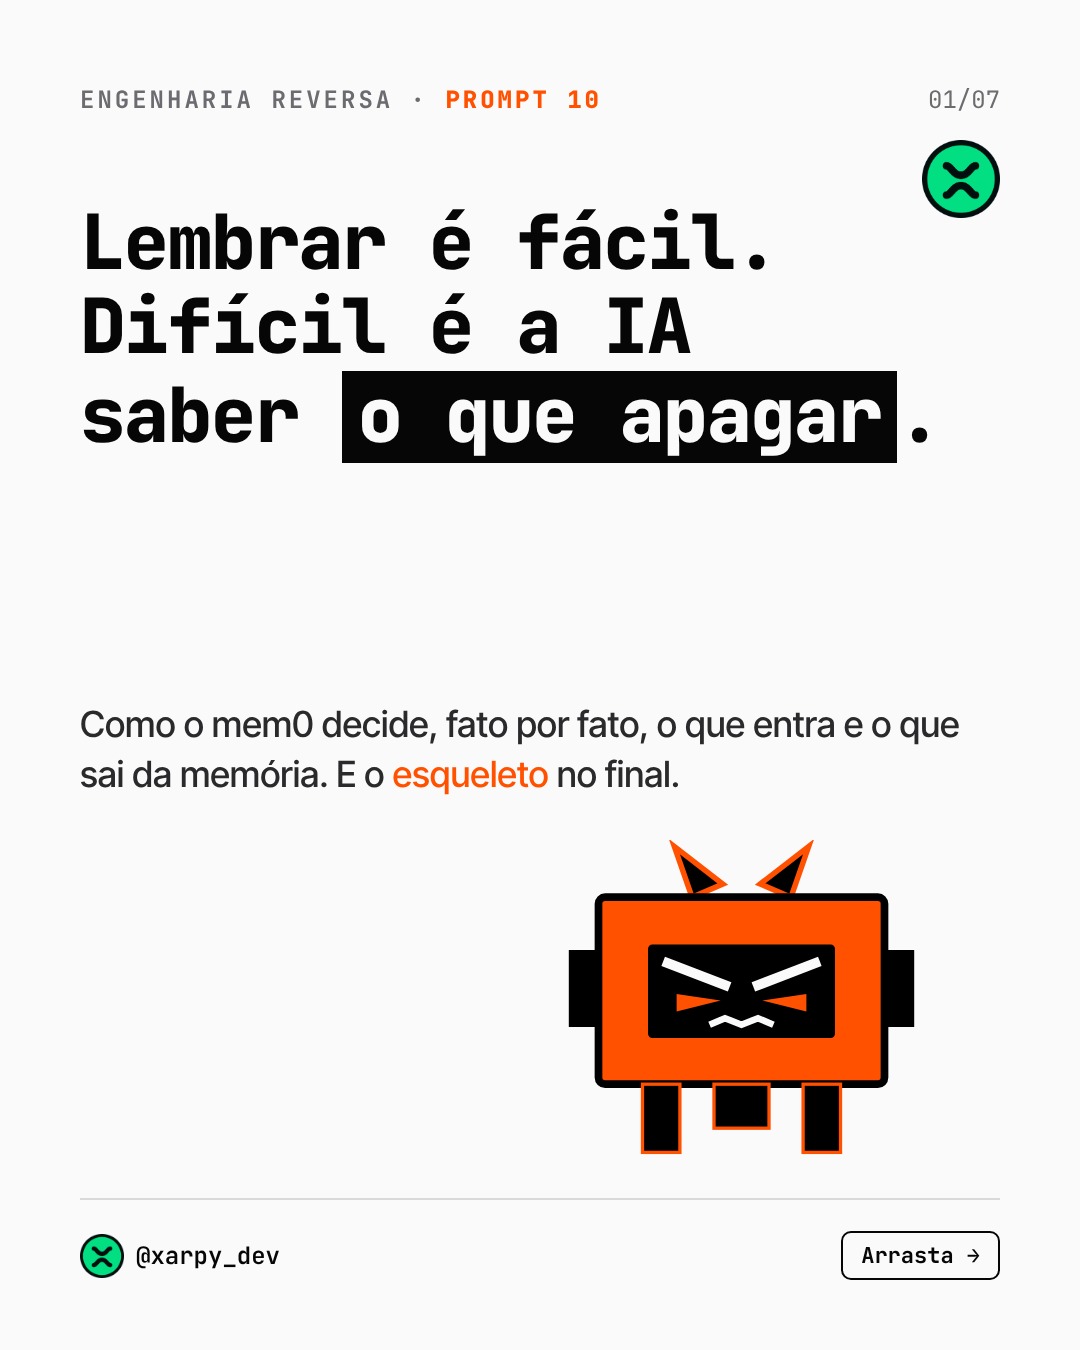 ENGENHARIA REVERSA · PROMPT 10
01/07
Lembrar é fácil.
Difícil é a IA
saber o que apagar.
Como o mem0 decide, fato por fato, o que entra e o que
sai da memória. E o esqueleto no final.
@xarpy_dev
Arrasta →